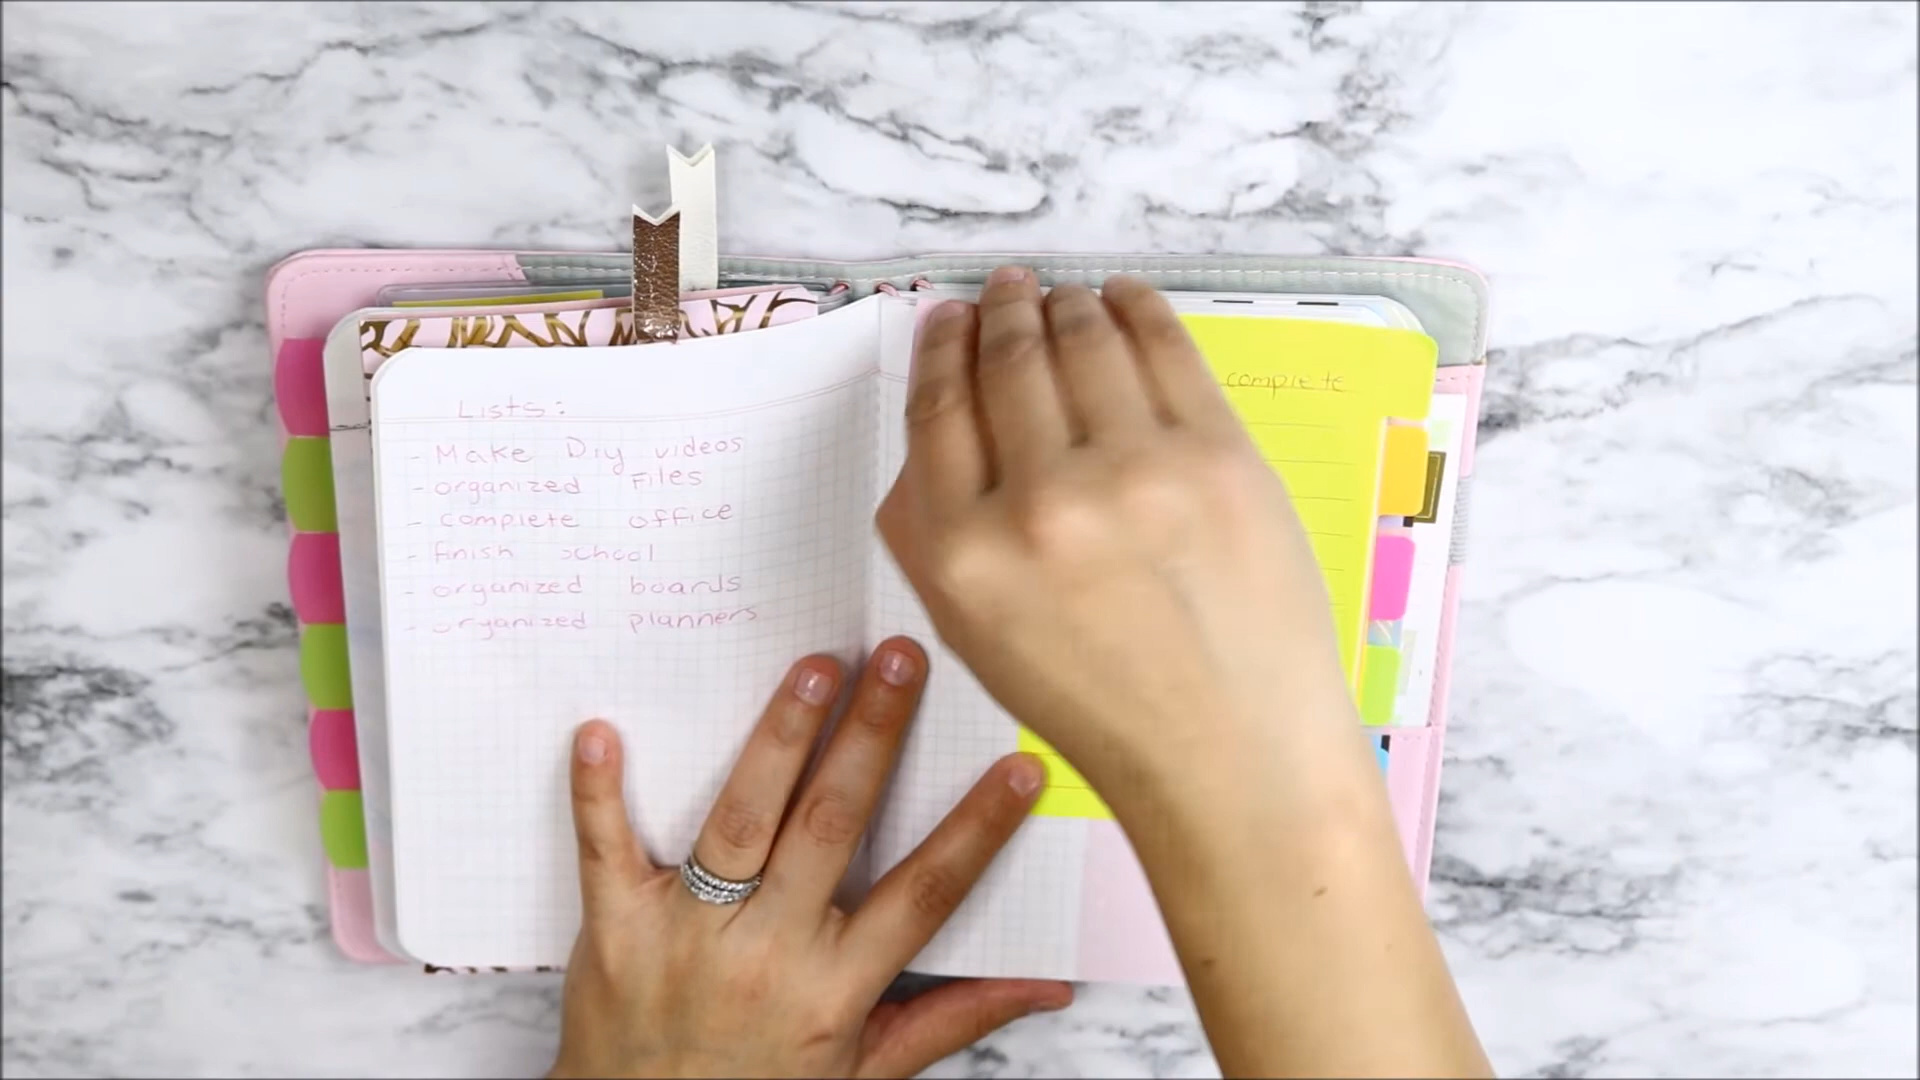 Lists:
- Make Diy videos
- organized Files
- complete office
- finish school
- organized boards
- organized planners
complete